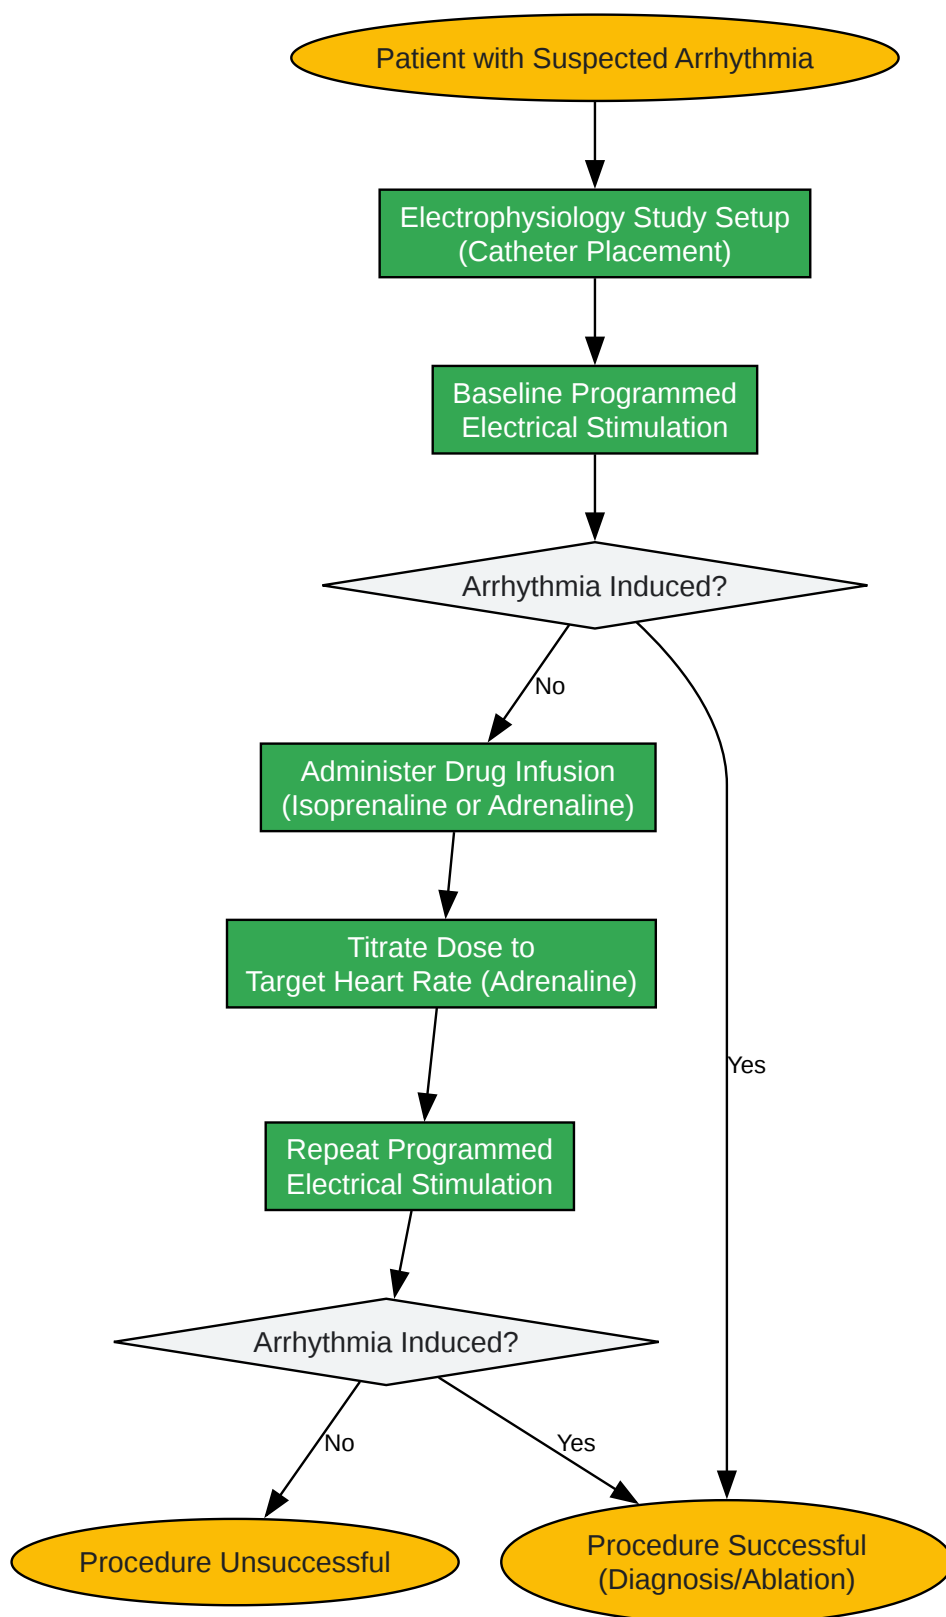 Patient with Suspected Arrhythmia
Electrophysiology Study Setup
(Catheter Placement)
Baseline Programmed
Electrical Stimulation
Arrhythmia Induced?
No
Administer Drug Infusion
(Isoprenaline or Adrenaline)
Titrate Dose to
Target Heart Rate (Adrenaline)
Yes
Repeat Programmed
Electrical Stimulation
Arrhythmia Induced?
No
Yes
Procedure Unsuccessful
Procedure Successful
(Diagnosis/Ablation)